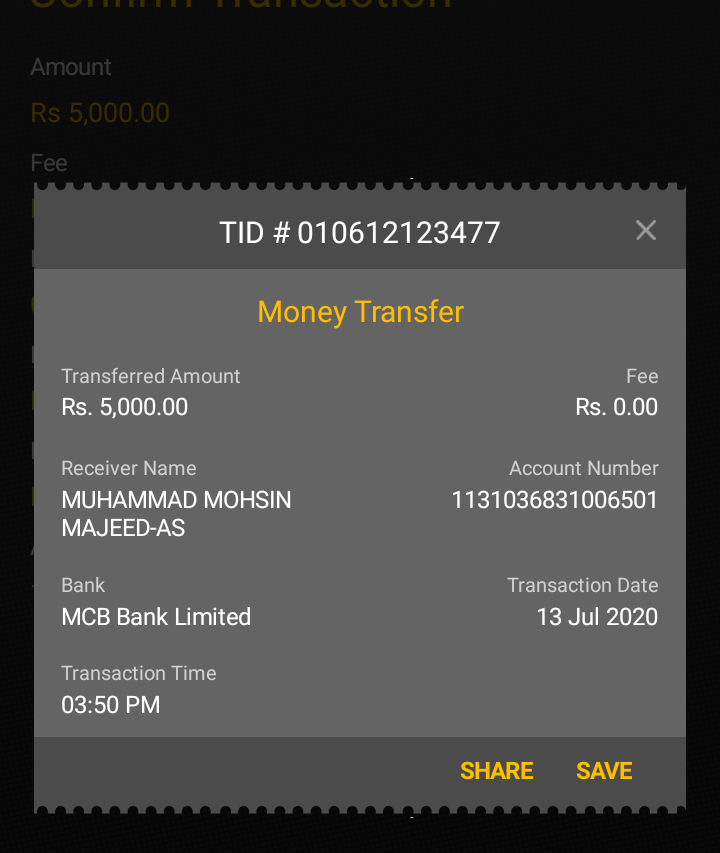 Confirm Transaction
Amount
Rs 5,000.00
Fee
TID # 010612123477
Money Transfer
Transferred Amount Fee
Rs. 5,000.00 Rs. 0.00
Receiver Name Account Number
MUHAMMAD MOHSIN 1131036831006501
MAJEED-AS
Bank Transaction Date
MCB Bank Limited 13 Jul 2020
Transaction Time
03:50 PM
SHARE SAVE